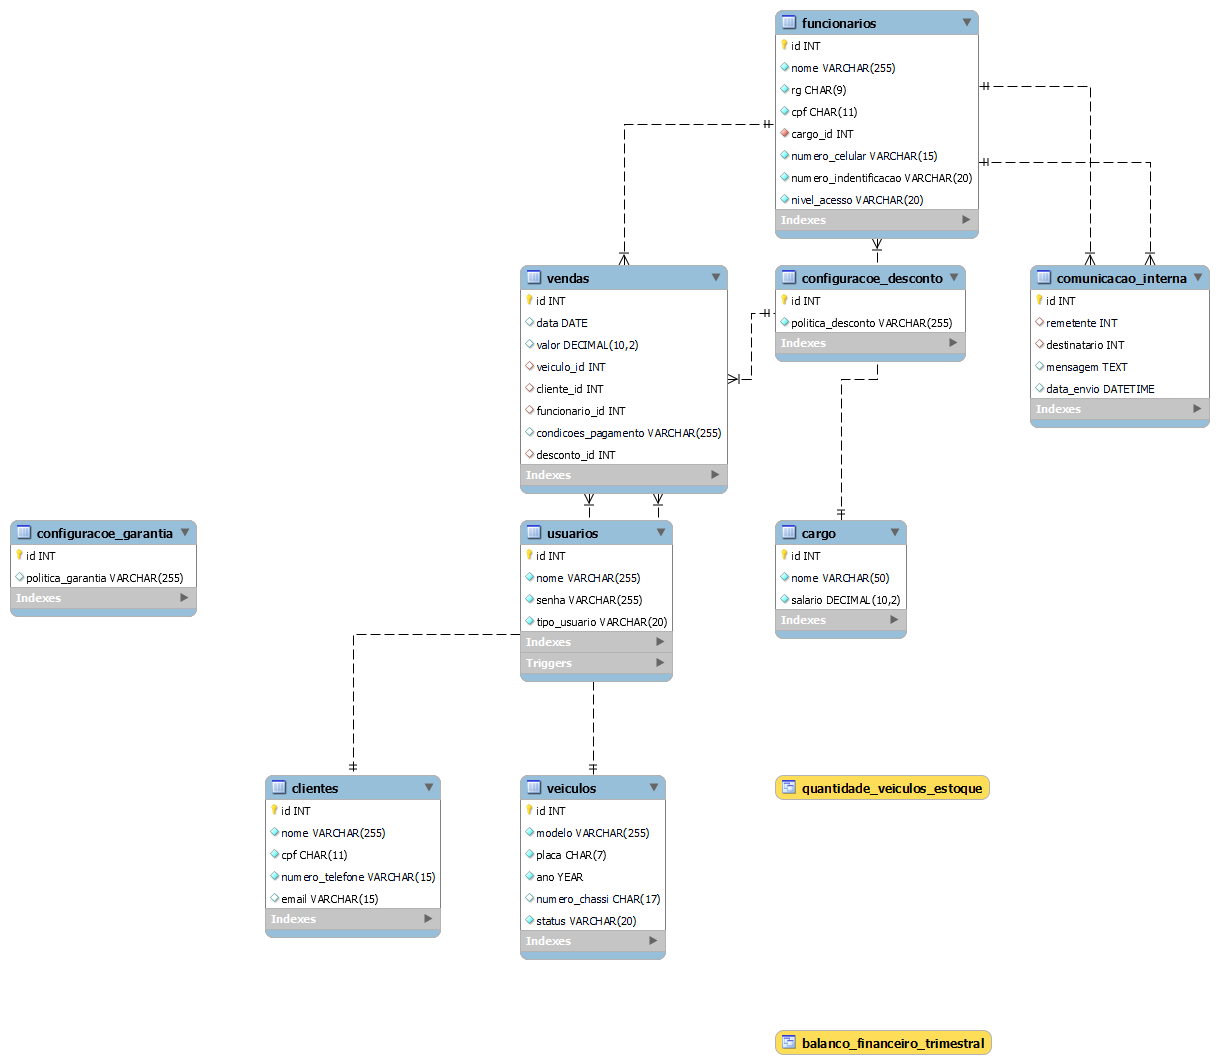 funcionarios
id INT
nome VARCHAR(255)
rg CHAR(9)
cpf CHAR(11)
cargo_id INT
numero_celular VARCHAR(15)
numero_indentificacao VARCHAR(20)
nivel_acesso VARCHAR(20)
Indexes
vendas
id INT
data DATE
valor DECIMAL(10,2)
veiculo_id INT
cliente_id INT
funcionario_id INT
condicoes_pagamento VARCHAR(255)
desconto_id INT
Indexes
configuracoe_desconto
id INT
politica_desconto VARCHAR(255)
Indexes
comunicacao_interna
id INT
remetente INT
destinatario INT
mensagem TEXT
data_envio DATETIME
Indexes
configuracoe_garantia
id INT
politica_garantia VARCHAR(255)
Indexes
usuarios
id INT
nome VARCHAR(255)
senha VARCHAR(255)
tipo_usuario VARCHAR(20)
Indexes
Triggers
cargo
id INT
nome VARCHAR(50)
salario DECIMAL(10,2)
Indexes
clientes
id INT
nome VARCHAR(255)
cpf CHAR(11)
numero_telefone VARCHAR(15)
email VARCHAR(15)
Indexes
veiculos
id INT
modelo VARCHAR(255)
placa CHAR(7)
ano YEAR
numero_chassi CHAR(17)
status VARCHAR(20)
Indexes
quantidade_veiculos_estoque
balanco_financeiro_trimestral